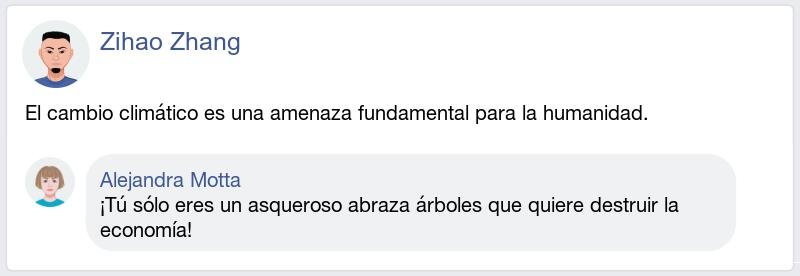 Zihao Zhang
El cambio climático es una amenaza fundamental para la humanidad.
Alejandra Motta
¡Tú sólo eres un asqueroso abraza árboles que quiere destruir la
economía!